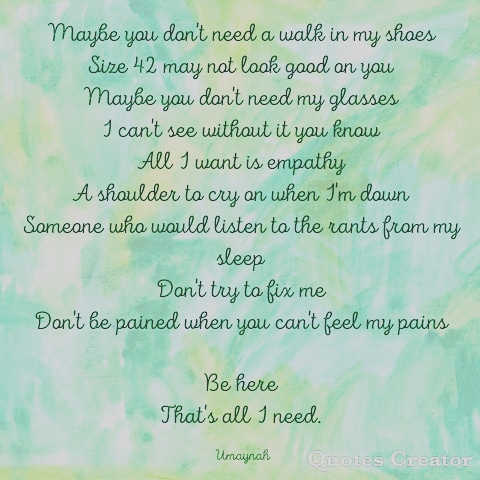 Maybe you don't need a walk in my shoes
Size 42 may not look good on you
Maybe you don't need my glasses
I can't see without it you know
All I want is empathy
A shoulder to cry on when I'm down
Someone who would listen to the rants from my
sleep
Don't try to fix me
Don't be pained when you can't feel my pains
Be here
That's all I need.
Umaynah
Quotes Creator